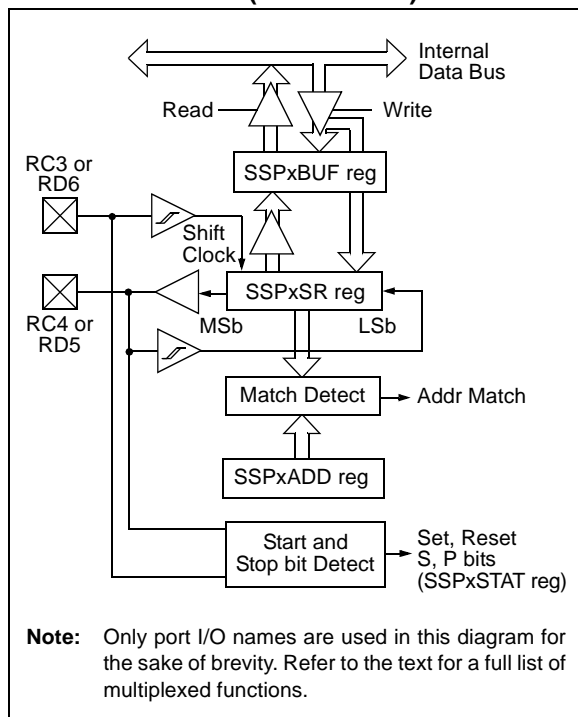 Internal
Data Bus
Read
Write
SSPxBUF reg
RC3 or
RD6
Shift
Clock
SSPxSR reg
MSb
LSb
RC4 or
RD5
Match Detect
Addr Match
SSPxADD reg
Start and
Stop bit Detect
Set, Reset
S, P bits
(SSPxSTAT reg)
Note: Only port I/O names are used in this diagram for
the sake of brevity. Refer to the text for a full list of
multiplexed functions.